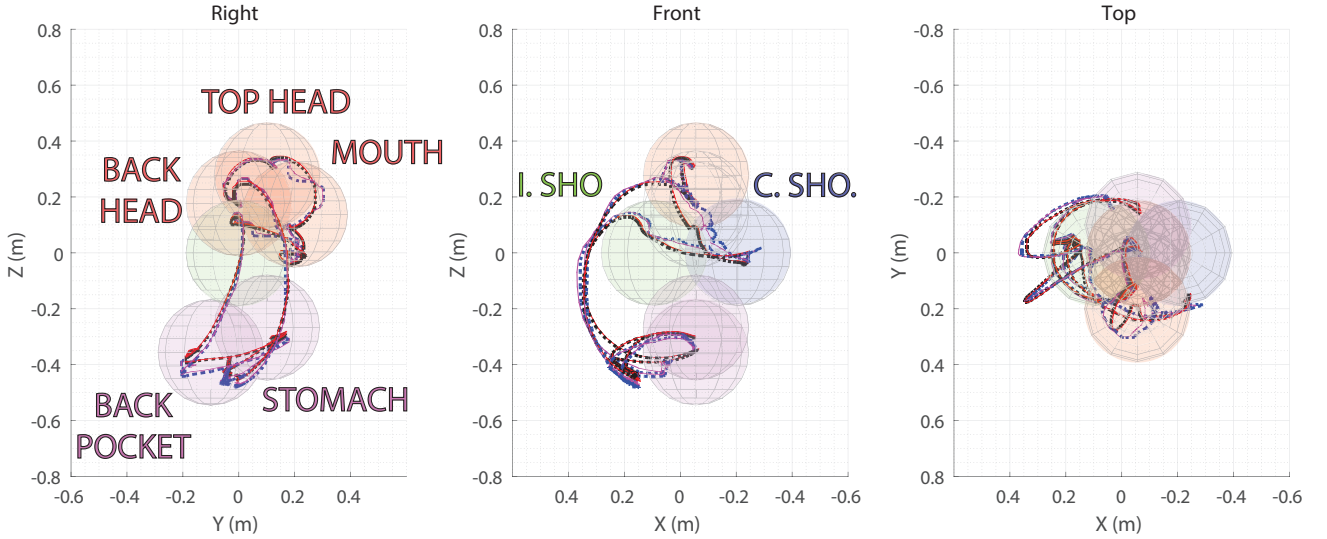 Right
Front
Top
0.8
0.6
0.4
0.2
0
-0.2
-0.4
-0.6
-0.8
Z (m)
-0.6
-0.4
-0.2
0
0.2
0.4
Y (m)
TOP HEAD
MOUTH
BACK
HEAD
BACK
POCKET
STOMACH
0.8
0.6
0.4
0.2
0
-0.2
-0.4
-0.6
-0.8
Z (m)
0.4
0.2
0
-0.2
-0.4
-0.6
X (m)
I. SHO
C. SHO.
-0.8
-0.6
-0.4
-0.2
0
0.2
0.4
0.6
0.8
Y (m)
0.4
0.2
0
-0.2
-0.4
-0.6
X (m)